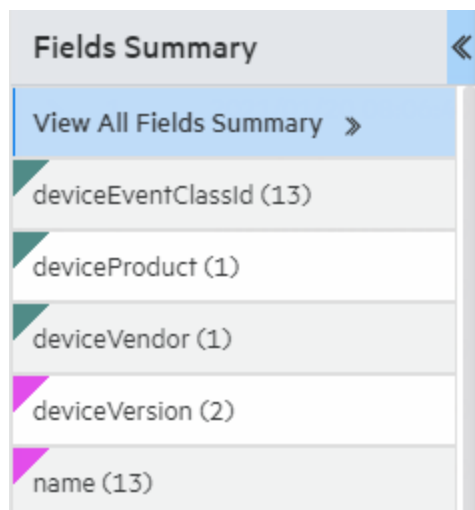 Fields Summary «
View All Fields Summary »
deviceEventClassId (13)
deviceProduct (1)
deviceVendor (1)
deviceVersion (2)
name (13)